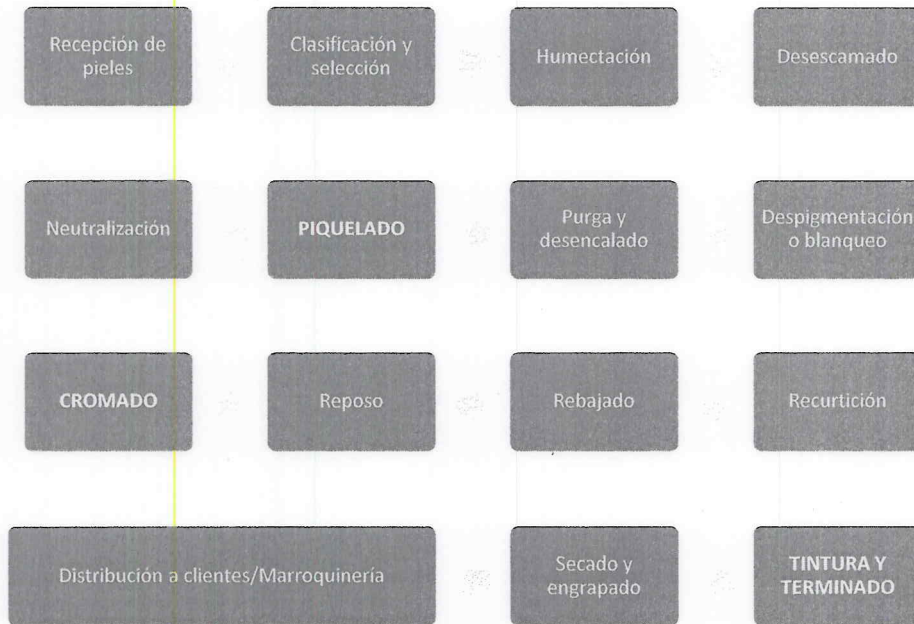 Recepción de
pieles
Clasificación y
selección
Humectación
Desescamado
Neutralización
PIQUELADO
Purga y
desencalado
Despigmentación
o blanqueo
CROMADO
Reposo
Rebajado
Recurtición
Distribución a clientes/Marroquinería
Secado y
engrapado
TINTURA Y
TERMINADO